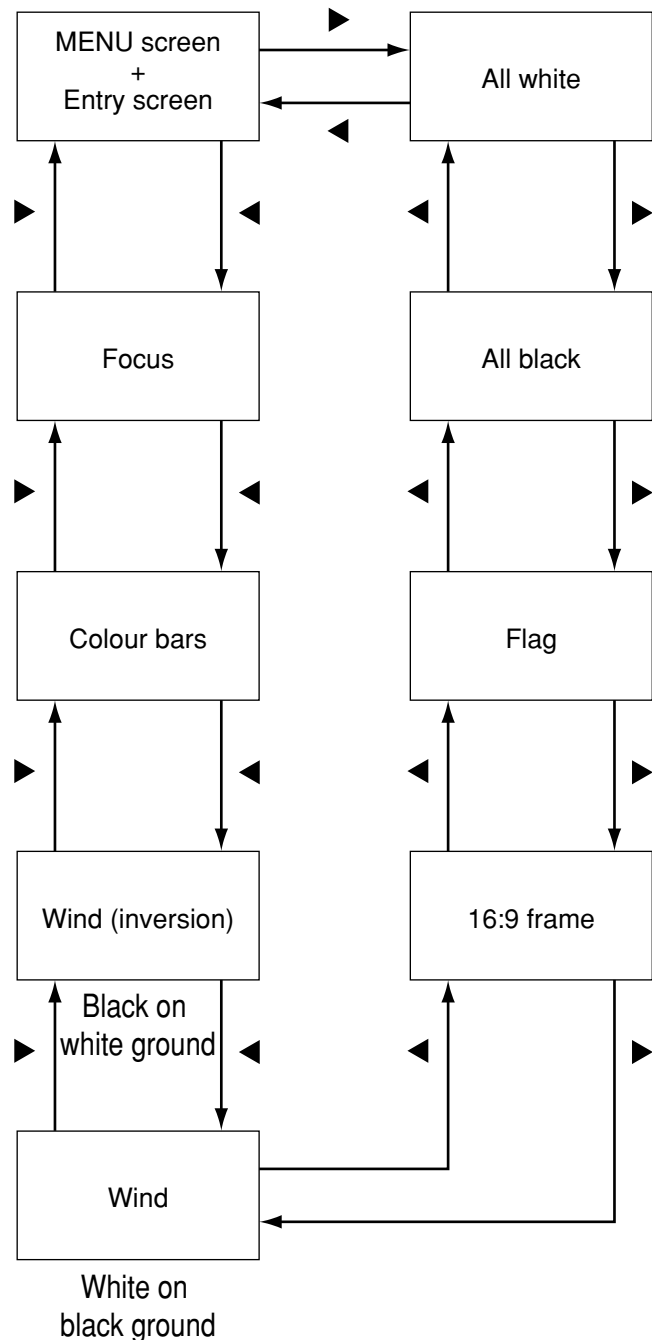 MENU screen
+
Entry screen
All white
Focus
All black
Colour bars
Flag
Wind (inversion)
16:9 frame
Black on
white ground
Wind
White on
black ground